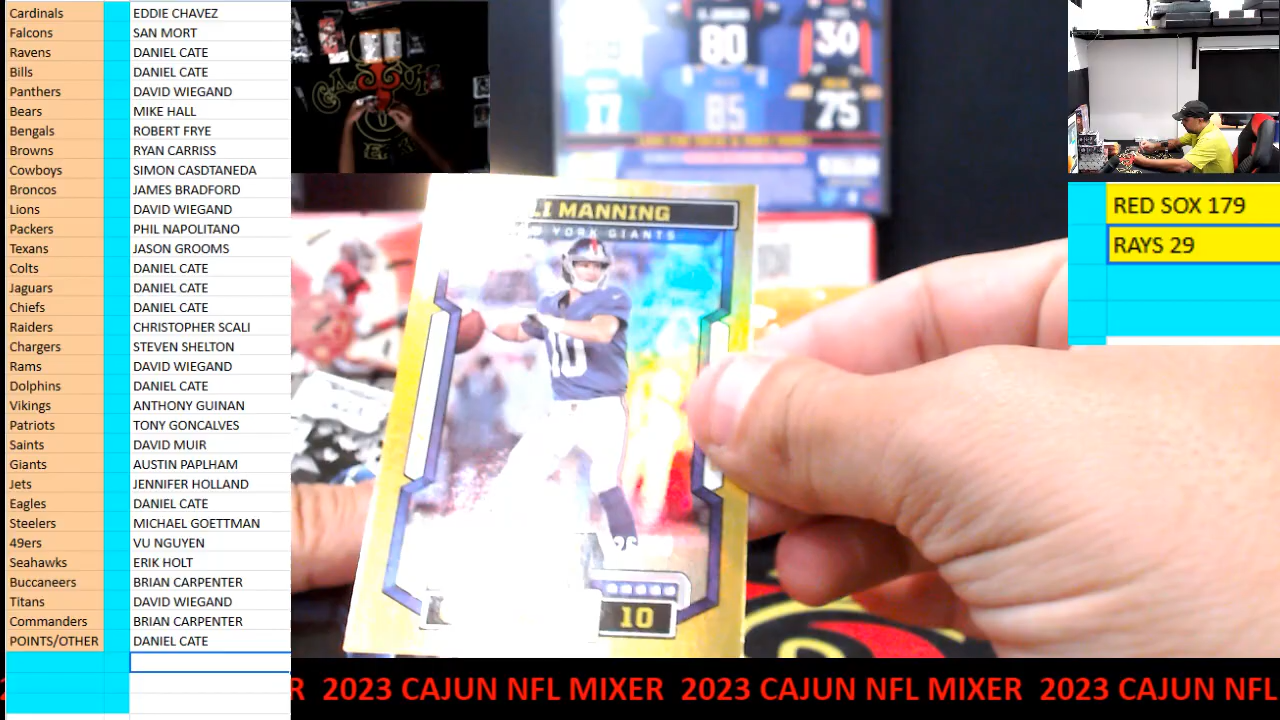 Cardinals EDDIE CHAVEZ
Falcons SAN MORT
Ravens DANIEL CATE
Bills DANIEL CATE
Panthers DAVID WIEGAND
Bears MIKE HALL
Bengals ROBERT FRYE
Browns RYAN CARRISS
Cowboys SIMON CASDTANEDA
Broncos JAMES BRADFORD
Lions DAVID WIEGAND
Packers PHIL NAPOLITANO
Texans JASON GROOMS
Colts DANIEL CATE
Jaguars DANIEL CATE
Chiefs DANIEL CATE
Raiders CHRISTOPHER SCALI
Chargers STEVEN SHELTON
Rams DAVID WIEGAND
Dolphins DANIEL CATE
Vikings ANTHONY GUINAN
Patriots TONY GONCALVES
Saints DAVID MUIR
Giants AUSTIN PAPLHAM
Jets JENNIFER HOLLAND
Eagles DANIEL CATE
Steelers MICHAEL GOETTMAN
49ers VU NGUYEN
Seahawks ERIK HOLT
Buccaneers BRIAN CARPENTER
Titans DAVID WIEGAND
Commanders BRIAN CARPENTER
POINTS/OTHER DANIEL CATE
80
30
17
85
75
LI MANNING
YORK GIANTS
10
10
RED SOX 179
RAYS 29
R 2023 CAJUN NFL MIXER 2023 CAJUN NFL MIXER 2023 CAJUN NFL